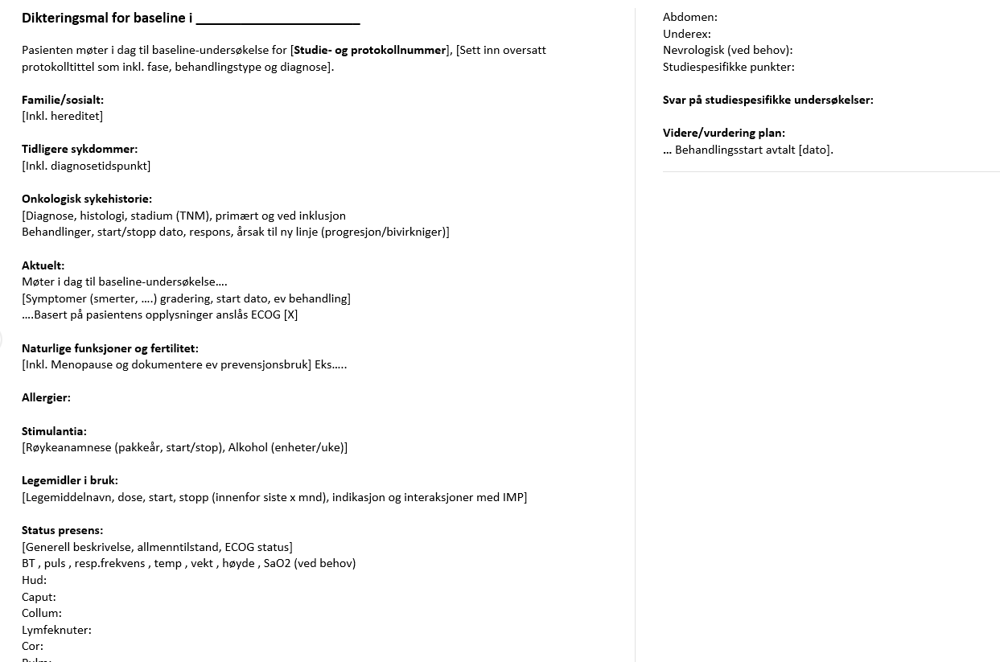 Dikteringsmal for baseline i ______________________
Pasienten møter i dag til baseline-undersøkelse for [Studie- og protokollnummer], [Sett inn oversatt
protokolltittel som inkl. fase, behandlingstype og diagnose].
Familie/sosialt:
[Inkl. hereditet]
Tidligere sykdommer:
[Inkl. diagnosetidspunkt]
Onkologisk sykehistorie:
[Diagnose, histologi, stadium (TNM), primært og ved inklusjon
Behandlinger, start/stopp dato, respons, årsak til ny linje (progresjon/bivirkniger)]
Aktuelt:
Møter i dag til baseline-undersøkelse….
[Symptomer (smerter, ….) gradering, start dato, ev behandling]
….Basert på pasientens opplysninger anslås ECOG [X]
Naturlige funksjoner og fertilitet:
[Inkl. Menopause og dokumentere ev prevensjonsbruk] Eks…..
Allergier:
Stimulantia:
[Røykeanamnese (pakkeår, start/stop), Alkohol (enheter/uke)]
Legemidler i bruk:
[Legemiddelnavn, dose, start, stopp (innenfor siste x mnd), indikasjon og interaksjoner med IMP]
Status presens:
[Generell beskrivelse, allmenntilstand, ECOG status]
BT , puls , resp.frekvens , temp , vekt , høyde , SaO2 (ved behov)
Hud:
Caput:
Collum:
Lymfeknuter:
Cor:
Pulm:
Abdomen:
Underex:
Nevrologisk (ved behov):
Studiespesifikke punkter:
Svar på studiespesifikke undersøkelser:
Videre/vurdering plan:
… Behandlingsstart avtalt [dato].